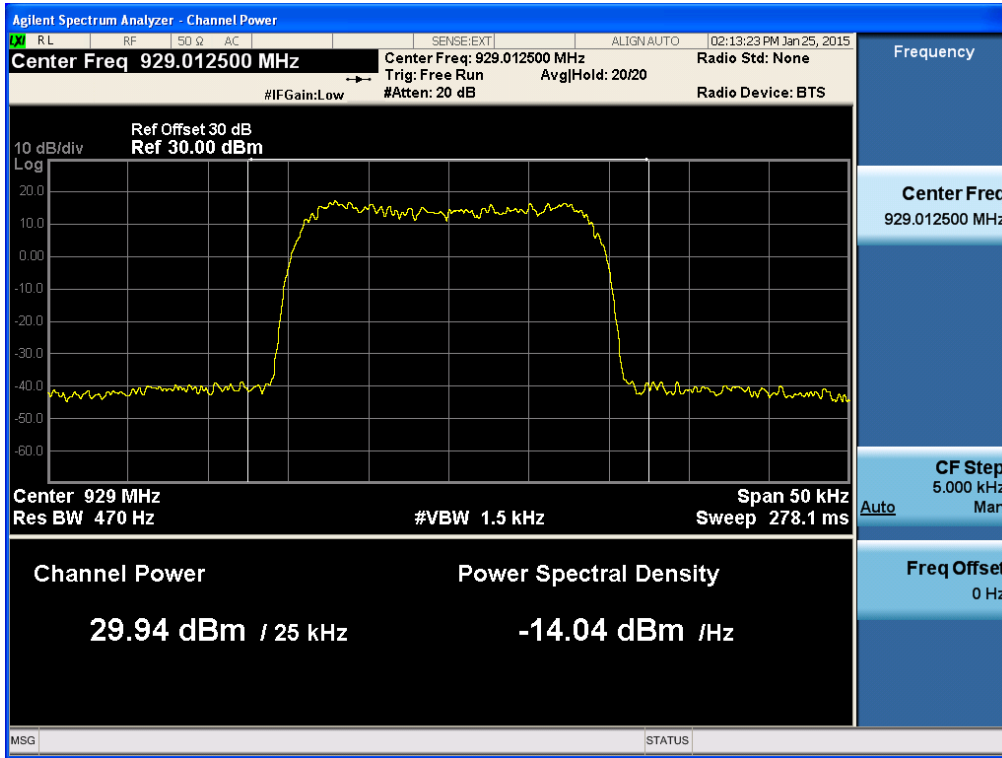 Agilent Spectrum Analyzer - Channel Power
LXI RL RF 50 Ω AC SENSE:EXT ALIGN AUTO 02:13:23 PM Jan 25, 2015
Center Freq 929.012500 MHz
Center Freq: 929.012500 MHz Radio Std: None
Trig: Free Run Avg|Hold: 20/20
#IFGain:Low #Atten: 20 dB Radio Device: BTS
Ref Offset 30 dB
10 dB/div Ref 30.00 dBm
Log
20.0
10.0
0.00
-10.0
-20.0
-30.0
-40.0
-50.0
-60.0
Center 929 MHz Span 50 kHz
Res BW 470 Hz #VBW 1.5 kHz Sweep 278.1 ms
Channel Power Power Spectral Density
29.94 dBm / 25 kHz -14.04 dBm /Hz
MSG STATUS
Frequency
Center Freq
929.012500 MHz
CF Step
5.000 kHz
Auto Man
Freq Offset
0 Hz